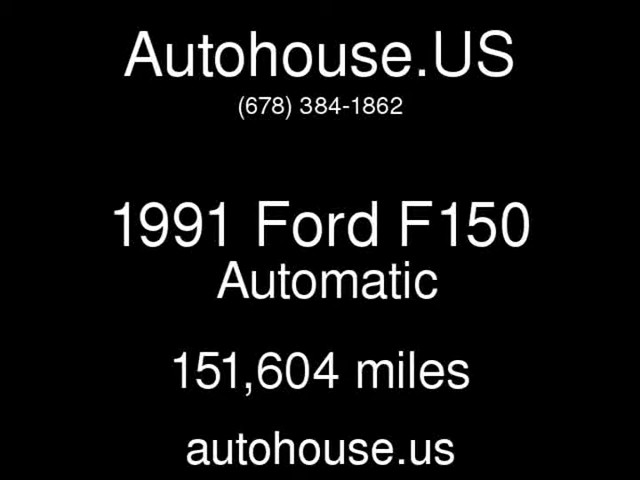 Autohouse.US
(678) 384-1862
1991 Ford F150
Automatic
151,604 miles
autohouse.us